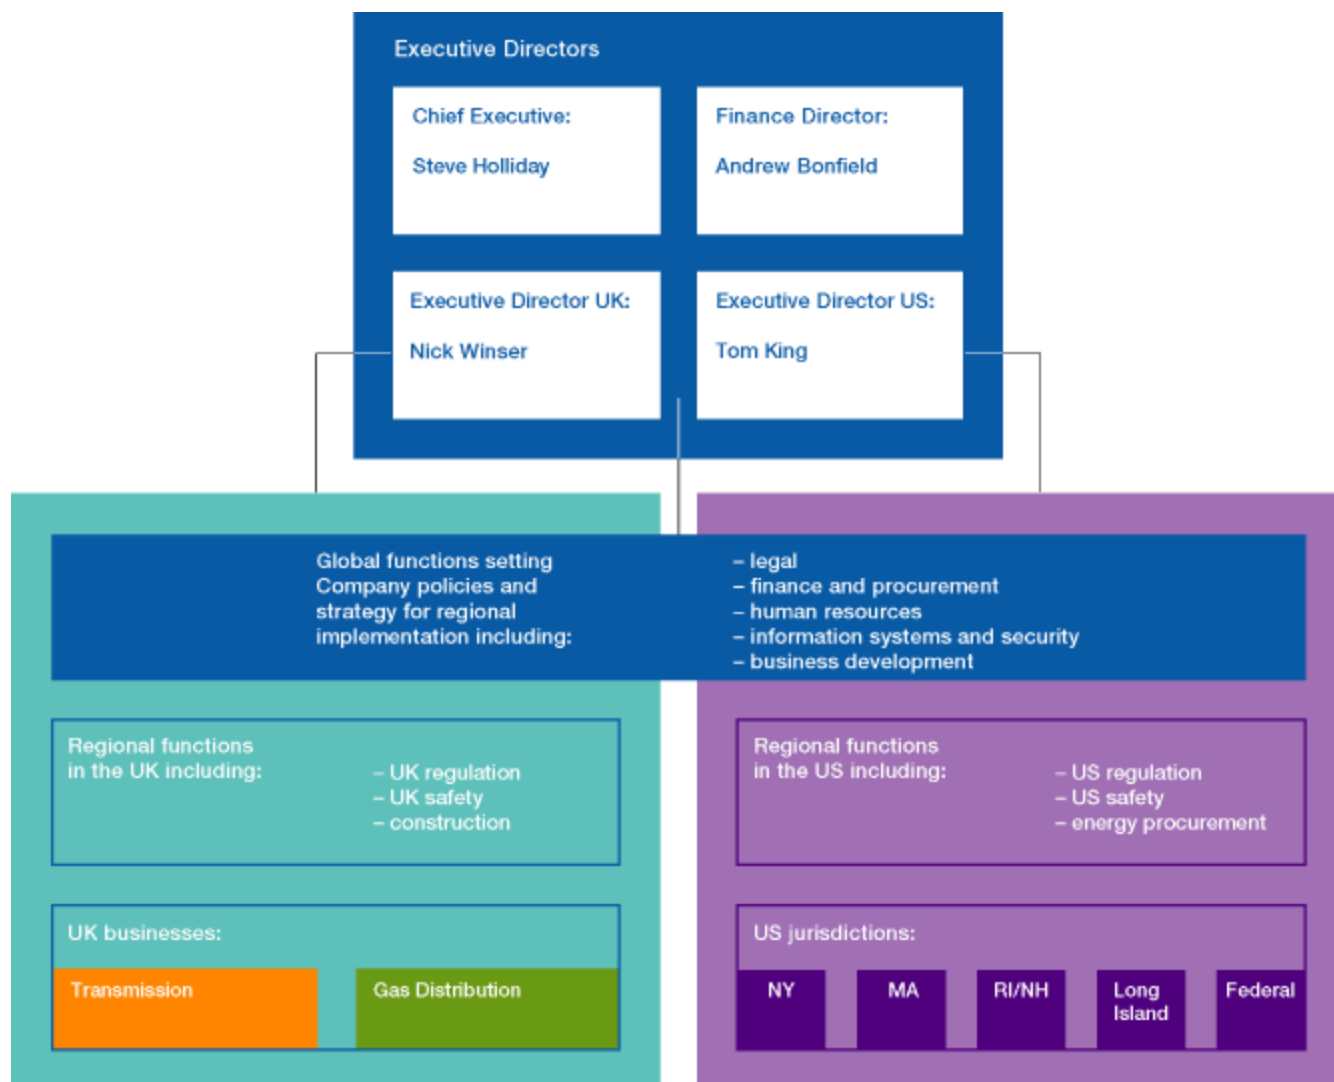 Executive Directors
Chief Executive:
Steve Holliday
Finance Director:
Andrew Bonfield
Executive Director UK:
Nick Winser
Executive Director US:
Tom King
Global functions setting
Company policies and
strategy for regional
implementation including:
– legal
– finance and procurement
– human resources
– information systems and security
– business development
Regional functions
in the UK including:
– UK regulation
– UK safety
– construction
Regional functions
in the US including:
– US regulation
– US safety
– energy procurement
UK businesses:
Transmission
Gas Distribution
US jurisdictions:
NY
MA
RI/NH
Long
Island
Federal